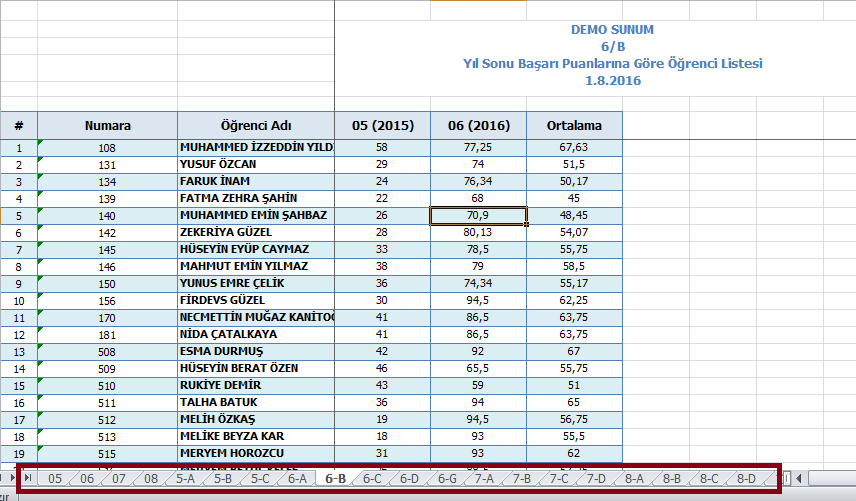 DEMO SUNUM
6/B
Yıl Sonu Başarı Puanlarına Göre Öğrenci Listesi
1.8.2016
# Numara Öğrenci Adı 05 (2015) 06 (2016) Ortalama
1 108 MUHAMMED İZZEDDİN YILD 58 77,25 67,63
2 131 YUSUF ÖZCAN 29 74 51,5
3 134 FARUK İNAM 24 76,34 50,17
4 139 FATMA ZEHRA ŞAHİN 22 68 45
5 140 MUHAMMED EMİN ŞAHBAZ 26 70,9 48,45
6 142 ZEKERİYA GÜZEL 28 80,13 54,07
7 145 HÜSEYİN EYÜP CAYMAZ 33 78,5 55,75
8 146 MAHMUT EMİN YILMAZ 38 79 58,5
9 150 YUNUS EMRE ÇELİK 36 74,34 55,17
10 156 FİRDEVS GÜZEL 30 94,5 62,25
11 170 NECMETTİN MUĞAZ KANİTOĞ 41 86,5 63,75
12 181 NİDA ÇATALKAYA 41 86,5 63,75
13 508 ESMA DURMUŞ 42 92 67
14 509 HÜSEYİN BERAT ÖZEN 46 65,5 55,75
15 510 RUKİYE DEMİR 43 59 51
16 511 TALHA BATUK 36 94 65
17 512 MELİH ÖZKAŞ 19 94,5 56,75
18 513 MELİKE BEYZA KAR 18 93 55,5
19 515 MERYEM HOROZCU 31 93 62
05 06 07 08 5-A 5-B 5-C 6-A 6-B 6-C 6-D 6-G 7-A 7-B 7-C 7-D 8-A 8-B 8-C 8-D